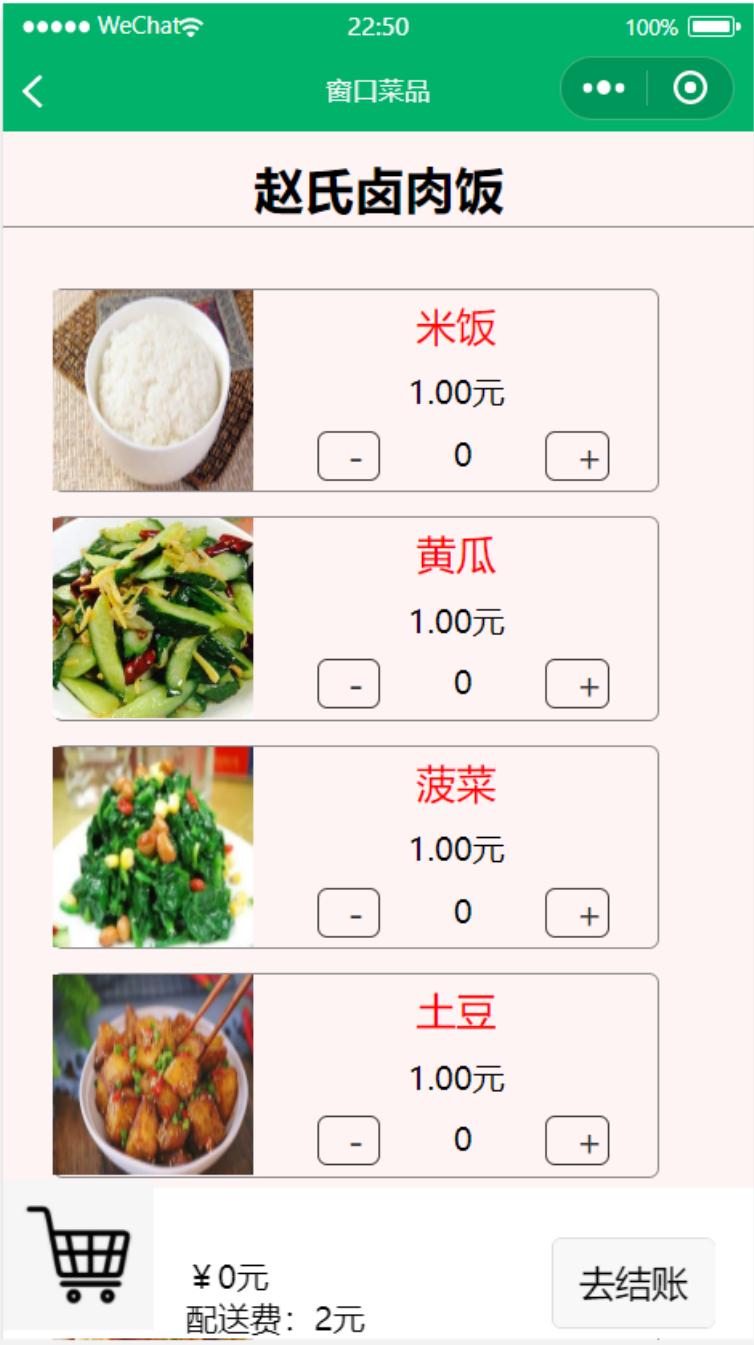 WeChat 22:50 100%
窗口菜品
赵氏卤肉饭
米饭
1.00元
- 0 +
黄瓜
1.00元
- 0 +
菠菜
1.00元
- 0 +
土豆
1.00元
- 0 +
¥0元
去结账
配送费：2元